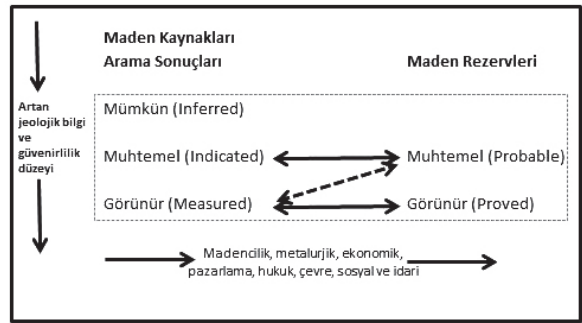 Maden Kaynakları
Arama Sonuçları
Maden Rezervleri
Artan
jeolojik bilgi
ve
güvenirlilik
düzeyi
Mümkün (Inferred)
Muhtemel (Indicated)
Muhtemel (Probable)
Görünür (Measured)
Görünür (Proved)
Madencilik, metalurjik, ekonomik,
pazarlama, hukuk, çevre, sosyal ve idari